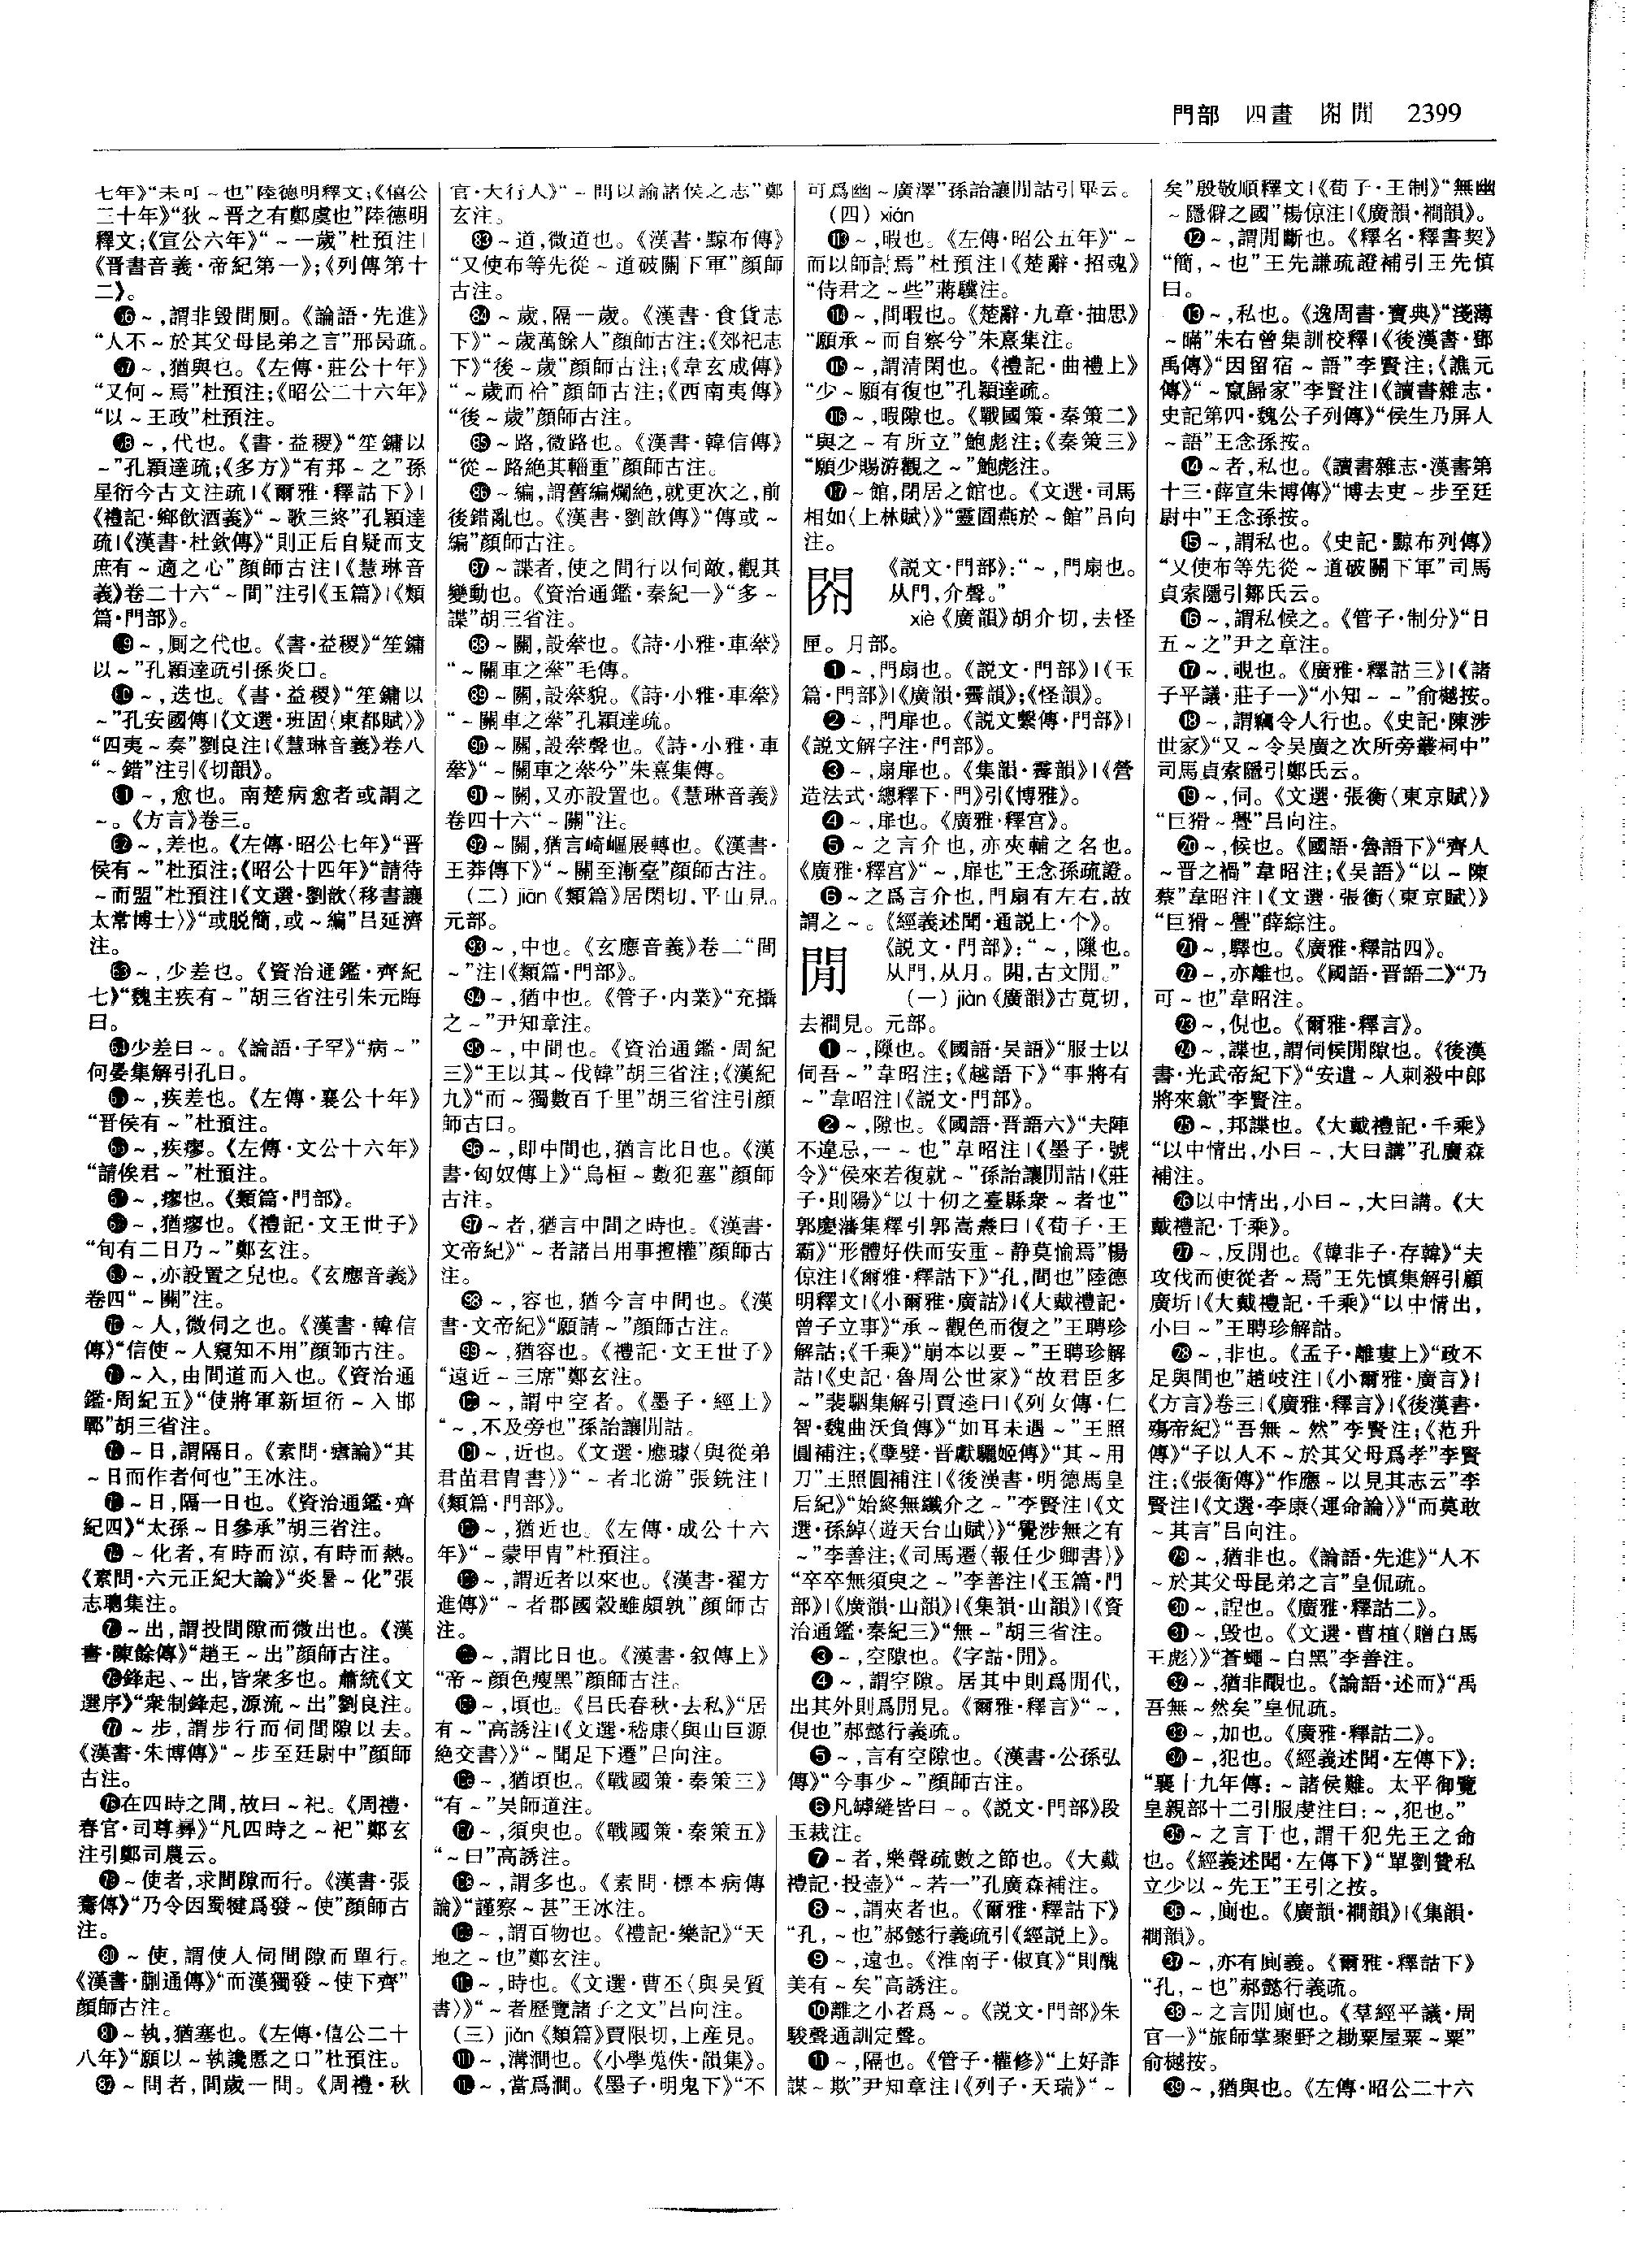 門部　四畫　閉閒　2399
七年》“未可～也”陸德明釋文;《僖公
二十年》“狄～晋之有鄭虞也”陸德明
釋文;《宣公六年》“～一歲”杜預注|
《晋書音義·帝紀第一》;《列傳第十
二》。
～,謂非毀間厠。《論語·先進》
“人不～於其父母昆弟之言”邢昺疏。
～,猶與也。《左傳·莊公十年》
“又何～焉”杜預注;《昭公二十六年》
“以～王政”杜預注。
～,代也。《書·益稷》“笙鏞以
～”孔穎達疏;《多方》“有邦～之”孫
星衍今古文注疏|《爾雅·釋詁下》|
《禮記·鄉飲酒義》“～歌三終”孔穎達
疏|《漢書·杜欽傳》“則正后自疑而支
庶有～適之心”顔師古注|《慧琳音
義》卷二十六“～間”注引《玉篇》|《類
篇·門部》。
～,厠之代也。《書·益稷》“笙鏞
以～”孔穎達疏引孫炎曰。
～,迭也。《書·益稷》“笙鏞以
～”孔安國傳|《文選·班固〈東都賦〉》
“四夷～奏”劉良注|《慧琳音義》卷八
“～錯”注引《切韻》。
～,愈也。南楚病愈者或謂之
～。《方言》卷三。
～,差也。《左傳·昭公七年》“晋
侯有～”杜預注;《昭公十四年》“請待
～而盟”杜預注|《文選·劉歆〈移書讓
太常博士〉》“或脱簡,或～編”吕延濟
注。
～,少差也。《資治通鑑·齊紀
七》“魏主疾有～”胡三省注引朱元晦
曰。
少差曰～。《論語·子罕》“病～”
何晏集解引孔曰。
～,疾差也。《左傳·襄公十年》
“晋侯有～”杜預注。
～,疾瘳。《左傳·文公十六年》
“請俟君～”杜預注。
～,瘳也。《類篇·門部》。
～,猶瘳也。《禮記·文王世子》
“旬有二日乃～”鄭玄注。
～,亦設置之兒也。《玄應音義》
卷四“～關”注。
～人,微伺之也。《漢書·韓信
傳》“信使～人窺知不用”顔師古注。
～入,由間道而入也。《資治通
鑑·周紀五》“使將軍新垣衍～入邯
鄲”胡三省注。
～日,謂隔日。《素問·瘧論》“其
～日而作者何也”王冰注。
～日,隔一日也。《資治通鑑·齊
紀四》“太孫～日參承”胡三省注。
～化者,有時而涼,有時而熱。
《素問·六元正紀大論》“炎暑～化”張
志聰集注。
～出,謂投間隙而微出也。《漢
書·陳餘傳》“趙王～出”顔師古注。
76鋒起、～出,皆衆多也。蕭統《文
選序》“衆制鋒起,源流～出”劉良注。
77～步,謂步行而伺間隙以去。
《漢書·朱博傳》“～步至廷尉中”顔師
古注。
78在四時之間,故曰～祀。《周禮·
春官·司尊彝》“凡四時之～祀”鄭玄
注引鄭司農云。
79～使者,求間隙而行。《漢書·張
騫傳》“乃令因蜀犍爲發～使”顔師古
注。
80～使,謂使人伺間隙而單行。
《漢書·蒯通傳》“而漢獨發～使下齊”
顔師古注。
81～執,猶塞也。《左傳·僖公二十
八年》“願以～執讒慝之口”杜預注。
82～問者,間歲一問。《周禮·秋
官·大行人》“～問以諭諸侯之志”鄭
玄注。
83～道,微道也。《漢書·黥布傳》
“又使布等先從～道破關下軍”顔師
古注。
84～歲,隔一歲。《漢書·食貨志
下》“～歲萬餘人”顔師古注;《郊祀志
下》“後～歲”顔師古注;《韋玄成傳》
“～歲而祫”顔師古注;《西南夷傳》
“後～歲”顔師古注。
85～路,微路也。《漢書·韓信傳》
“從～路絶其輜重”顔師古注。
86～編,謂舊編爛絶,就更次之,前
後錯亂也。《漢書·劉歆傳》“傳或～
編”顔師古注。
87～諜者,使之間行以伺敵,觀其
變動也。《資治通鑑·秦紀一》“多～
諜”胡三省注。
88～關,設舝也。《詩·小雅·車舝》
“～關車之舝”毛傳。
89～關,設舝貌。《詩·小雅·車舝》
“～關車之舝”孔穎達疏。
90～關,設舝聲也。《詩·小雅·車
舝》“～關車之舝兮”朱熹集傳。
91～關,又亦設置也。《慧琳音義》
卷四十六“～關”注。
92～關,猶言崎嶇展轉也。《漢書·
王莽傳下》“～關至漸臺”顔師古注。
(二) jiān《類篇》居閑切,平山見。
元部。
93～,中也。《玄應音義》卷二“間
～”注|《類篇·門部》。
94～,猶中也。《管子·内業》“充攝
之～”尹知章注。
95～,中間也。《資治通鑑·周紀
三》“王以其～伐韓”胡三省注;《漢紀
九》“而～獨數百千里”胡三省注引顔
師古曰。
96～,即中間也,猶言比日也。《漢
書·匈奴傳上》“烏桓～數犯塞”顔師
古注。
97～者,猶言中間之時也。《漢書·
文帝紀》“～者諸吕用事擅權”顔師古
注。
98～,容也,猶今言中間也。《漢
書·文帝紀》“願請～”顔師古注。
99～,猶容也。《禮記·文王世子》
“遠近～三席”鄭玄注。
～,謂中空者。《墨子·經上》
“～,不及旁也”孫詒讓閒詁。
～,近也。《文選·應璩〈與從弟
君苗君胄書〉》“～者北游”張銑注|
《類篇·門部》。
～,猶近也。《左傳·成公十六
年》“～蒙甲胄”杜預注。
～,謂近者以來也。《漢書·翟方
進傳》“～者郡國穀雖頗孰”顔師古
注。
～,謂比日也。《漢書·叙傳上》
“帝～顔色瘦黑”顔師古注。
～,頃也。《吕氏春秋·去私》“居
有～”高誘注|《文選·嵇康〈與山巨源
絶交書〉》“～聞足下遷”吕向注。
～,猶頃也。《戰國策·秦策三》
“有～”吴師道注。
～,須臾也。《戰國策·秦策五》
“～曰”高誘注。
～,謂多也。《素問·標本病傳
論》“謹察～甚”王冰注。
～,謂百物也。《禮記·樂記》“天
地之～也”鄭玄注。
～,時也。《文選·曹丕〈與吴質
書〉》“～者歷覽諸子之文”吕向注。
(三) jiǎn《類篇》賈限切,上産見。
～,溝澗也。《小學蒐佚·韻集》。
～,當爲澗。《墨子·明鬼下》“不
可爲幽～廣澤”孫詒讓閒詁引畢云。
(四) xián
113～,暇也。《左傳·昭公五年》“～
而以師討焉”杜預注|《楚辭·招魂》
“侍君之～些”蔣驥注。
114～,間暇也。《楚辭·九章·抽思》
“願承～而自察兮”朱熹集注。
115～,謂清閑也。《禮記·曲禮上》
“少～願有復也”孔穎達疏。
116～,暇隙也。《戰國策·秦策二》
“與之～有所立”鮑彪注;《秦策三》
“願少賜游觀之～”鮑彪注。
117～館,閉居之館也。《文選·司馬
相如〈上林賦〉》“靈圄燕於～館”吕向
注。
閉　《説文·門部》:“～,門扇也。
从門,介聲。”
xiè《廣韻》胡介切,去怪
匣。月部。
❶～,門扇也。《説文·門部》|《玉
篇·門部》|《廣韻·霽韻》;《怪韻》。
❷～,門扉也。《説文繫傳·門部》|
《説文解字注·門部》。
❸～,扇扉也。《集韻·霽韻》|《營
造法式·總釋下·門》引《博雅》。
❹～,扉也。《廣雅·釋宫》。
❺～之言介也,亦夾輔之名也。
《廣雅·釋宫》“～,扉也”王念孫疏證。
❻～之爲言介也,門扇有左右,故
謂之～。《經義述聞·通説上·个》。
閒　《説文·門部》:“～,隟也。
从門,从月。閖,古文閒。”
(一) jiàn《廣韻》古莧切,
去襇見。元部。
❶～,隟也。《國語·吴語》“服士以
伺吾～”韋昭注;《越語下》“事將有
～”韋昭注|《説文·門部》。
❷～,隙也。《國語·晋語六》“夫陣
不違忌,一～也”韋昭注|《墨子·號
令》“侯來若復就～”孫詒讓閒詁|《莊
子·則陽》“以十仞之臺縣衆～者也”
郭慶藩集釋引郭嵩燾曰|《荀子·王
霸》“形體好佚而安重～静莫愉焉”楊
倞注|《爾雅·釋詁下》“孔,間也”陸德
明釋文|《小爾雅·廣詁》|《大戴禮記·
曾子立事》“承～觀色而復之”王聘珍
解詁;《千乘》“崩本以要～”王聘珍解
詁|《史記·魯周公世家》“故君臣多
～”裴駰集解引賈逵曰|《列女傳·仁
智·魏曲沃負傳》“如耳未遇～”王照
圓補注;《孽嬖·晋獻驪姬傳》“其～用
刀”王照圓補注|《後漢書·明德馬皇
后紀》“始終無纖介之～”李賢注|《文
選·孫綽〈遊天台山賦〉》“覺涉無之有
～”李善注;《司馬遷〈報任少卿書〉》
“卒卒無須臾之～”李善注|《玉篇·門
部》|《廣韻·山韻》|《集韻·山韻》|《資
治通鑑·秦紀三》“無～”胡三省注。
❸～,空隙也。《字詁·閒》。
❹～,謂空隙。居其中則爲閒代,
出其外則爲閒見。《爾雅·釋言》“～,
俔也”郝懿行義疏。
❺～,言有空隙也。《漢書·公孫弘
傳》“今事少～”顔師古注。
❻凡罅縫皆曰～。《説文·門部》段
玉裁注。
❼～者,樂聲疏數之節也。《大戴
禮記·投壺》“～若一”孔廣森補注。
❽～,謂夾者也。《爾雅·釋詁下》
“孔,～也”郝懿行義疏引《經説上》。
❾～,遠也。《淮南子·俶真》“則醜
美有～矣”高誘注。
❿離之小者爲～。《説文·門部》朱
駿聲通訓定聲。
⓫～,隔也。《管子·權修》“上好詐
謀～欺”尹知章注|《列子·天瑞》“～
矣”殷敬順釋文|《荀子·王制》“無幽
～隱僻之國”楊倞注|《廣韻·襇韻》。
⓬～,謂閒斷也。《釋名·釋書契》
“簡,～也”王先謙疏證補引王先慎
曰。
⓭～,私也。《逸周書·寶典》“淺薄
～瞞”朱右曾集訓校釋|《後漢書·鄧
禹傳》“因留宿～語”李賢注;《譙元
傳》“～竄歸家”李賢注|《讀書雜志·
史記第四·魏公子列傳》“侯生乃屏人
～語”王念孫按。
⓮～者,私也。《讀書雜志·漢書第
十三·薛宣朱博傳》“博去吏～步至廷
尉中”王念孫按。
⓯～,謂私也。《史記·黥布列傳》
“又使布等先從～道破關下軍”司馬
貞索隱引鄒氏云。
⓰～,謂私候之。《管子·制分》“日
五～之”尹之章注。
⓱～,覗也。《廣雅·釋詁三》|《諸
子平議·莊子一》“小知～～”俞樾按。
⓲～,謂竊令人行也。《史記·陳涉
世家》“又～令吴廣之次所旁叢祠中”
司馬貞索隱引鄭氏云。
⓳～,伺。《文選·張衡〈東京賦〉》
“巨猾～舋”吕向注。
⓴～,候也。《國語·魯語下》“齊人
～晋之禍”韋昭注;《吴語》“以～陳
蔡”韋昭注|《文選·張衡〈東京賦〉》
“巨猾～舋”薛綜注。
21～,驛也。《廣雅·釋詁四》。
22～,亦離也。《國語·晋語二》“乃
可～也”韋昭注。
23～,俔也。《爾雅·釋言》。
24～,諜也,謂伺候閒隙也。《後漢
書·光武帝紀下》“安遣～人刺殺中郎
將來歙”李賢注。
25～,邦諜也。《大戴禮記·千乘》
“以中情出,小曰～,大曰講”孔廣森
補注。
26以中情出,小曰～,大曰講。《大
戴禮記·千乘》。
27～,反閒也。《韓非子·存韓》“夫
攻伐而使從者～焉”王先慎集解引顧
廣圻|《大戴禮記·千乘》“以中情出,
小曰～”王聘珍解詁。
28～,非也。《孟子·離婁上》“政不
足與間也”趙岐注|《小爾雅·廣言》|
《方言》卷三|《廣雅·釋言》|《後漢書·
殤帝紀》“吾無～然”李賢注;《范升
傳》“子以人不～於其父母爲孝”李賢
注;《張衡傳》“作應～以見其志云”李
賢注|《文選·李康〈運命論〉》“而莫敢
～其言”吕向注。
29～,猶非也。《論語·先進》“人不
～於其父母昆弟之言”皇侃疏。
30～,詻也。《廣雅·釋詁二》。
31～,毁也。《文選·曹植〈贈白馬
王彪〉》“蒼蠅～白黑”李善注。
32～,猶非覵也。《論語·述而》“禹
吾無～然矣”皇侃疏。
33～,加也。《廣雅·釋詁二》。
34～,犯也。《經義述聞·左傳下》:
“襄十九年傳:～諸侯難。太平御覽
皇親部十二引服虔注曰:～,犯也。”
35～之言干也,謂干犯先王之命
也。《經義述聞·左傳下》“單劉贊私
立少以～先王”王引之按。
36～,廁也。《廣韻·襇韻》|《集韻·
襇韻》。
37～,亦有廁義。《爾雅·釋詁下》
“孔,～也”郝懿行義疏。
38～之言閒廁也。《羣經平議·周
官一》“旅師掌聚野之耡粟屋粟～粟”
俞樾按。
39～,猶與也。《左傳·昭公二十六